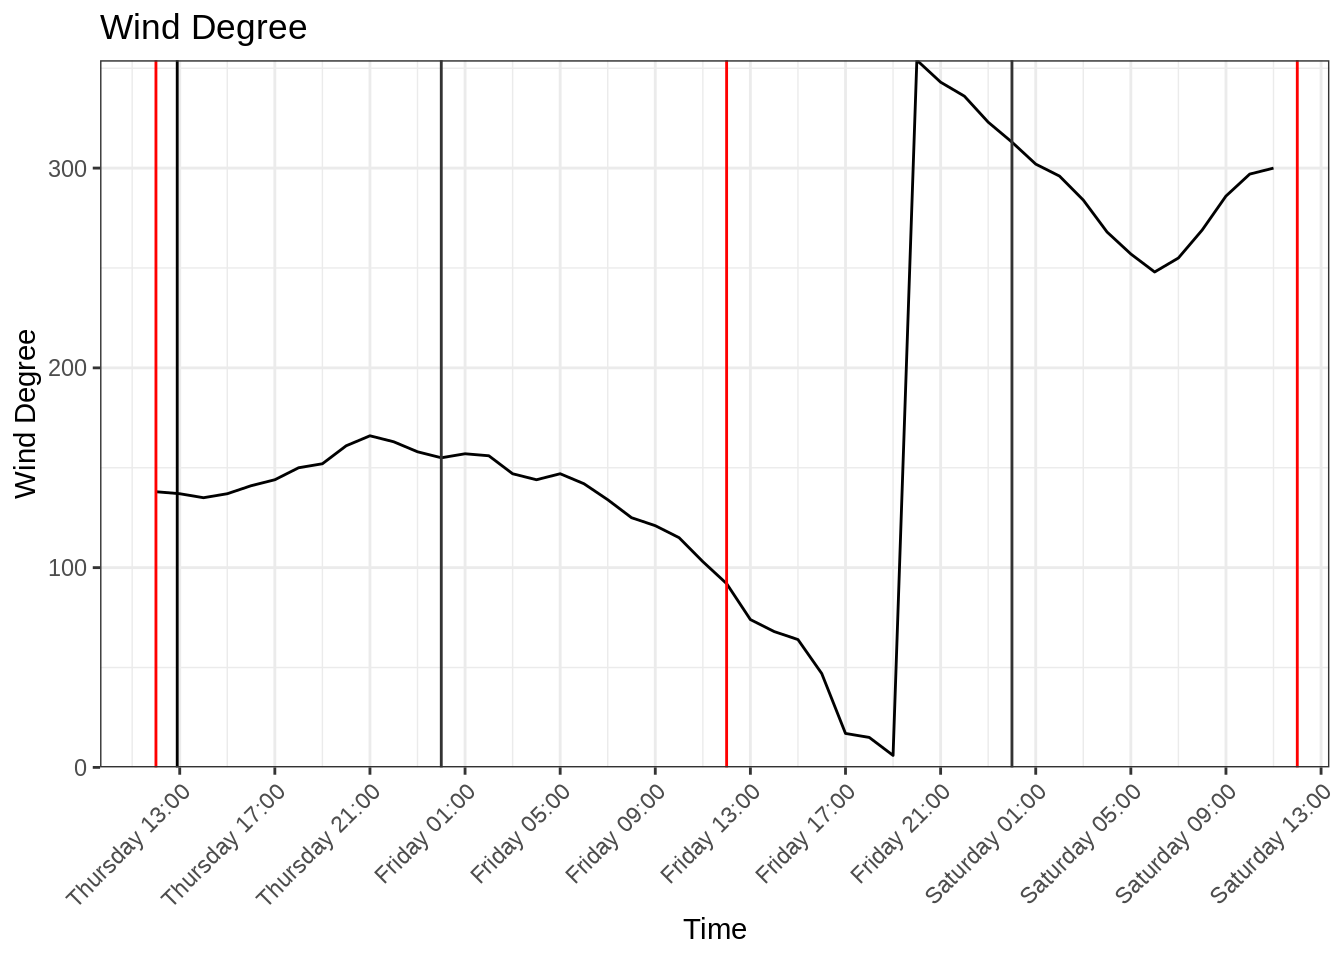 Wind Degree
Wind Degree
300
200
100
0
Thursday 13:00
Thursday 17:00
Thursday 21:00
Friday 01:00
Friday 05:00
Friday 09:00
Friday 13:00
Friday 17:00
Friday 21:00
Saturday 01:00
Saturday 05:00
Saturday 09:00
Saturday 13:00
Time